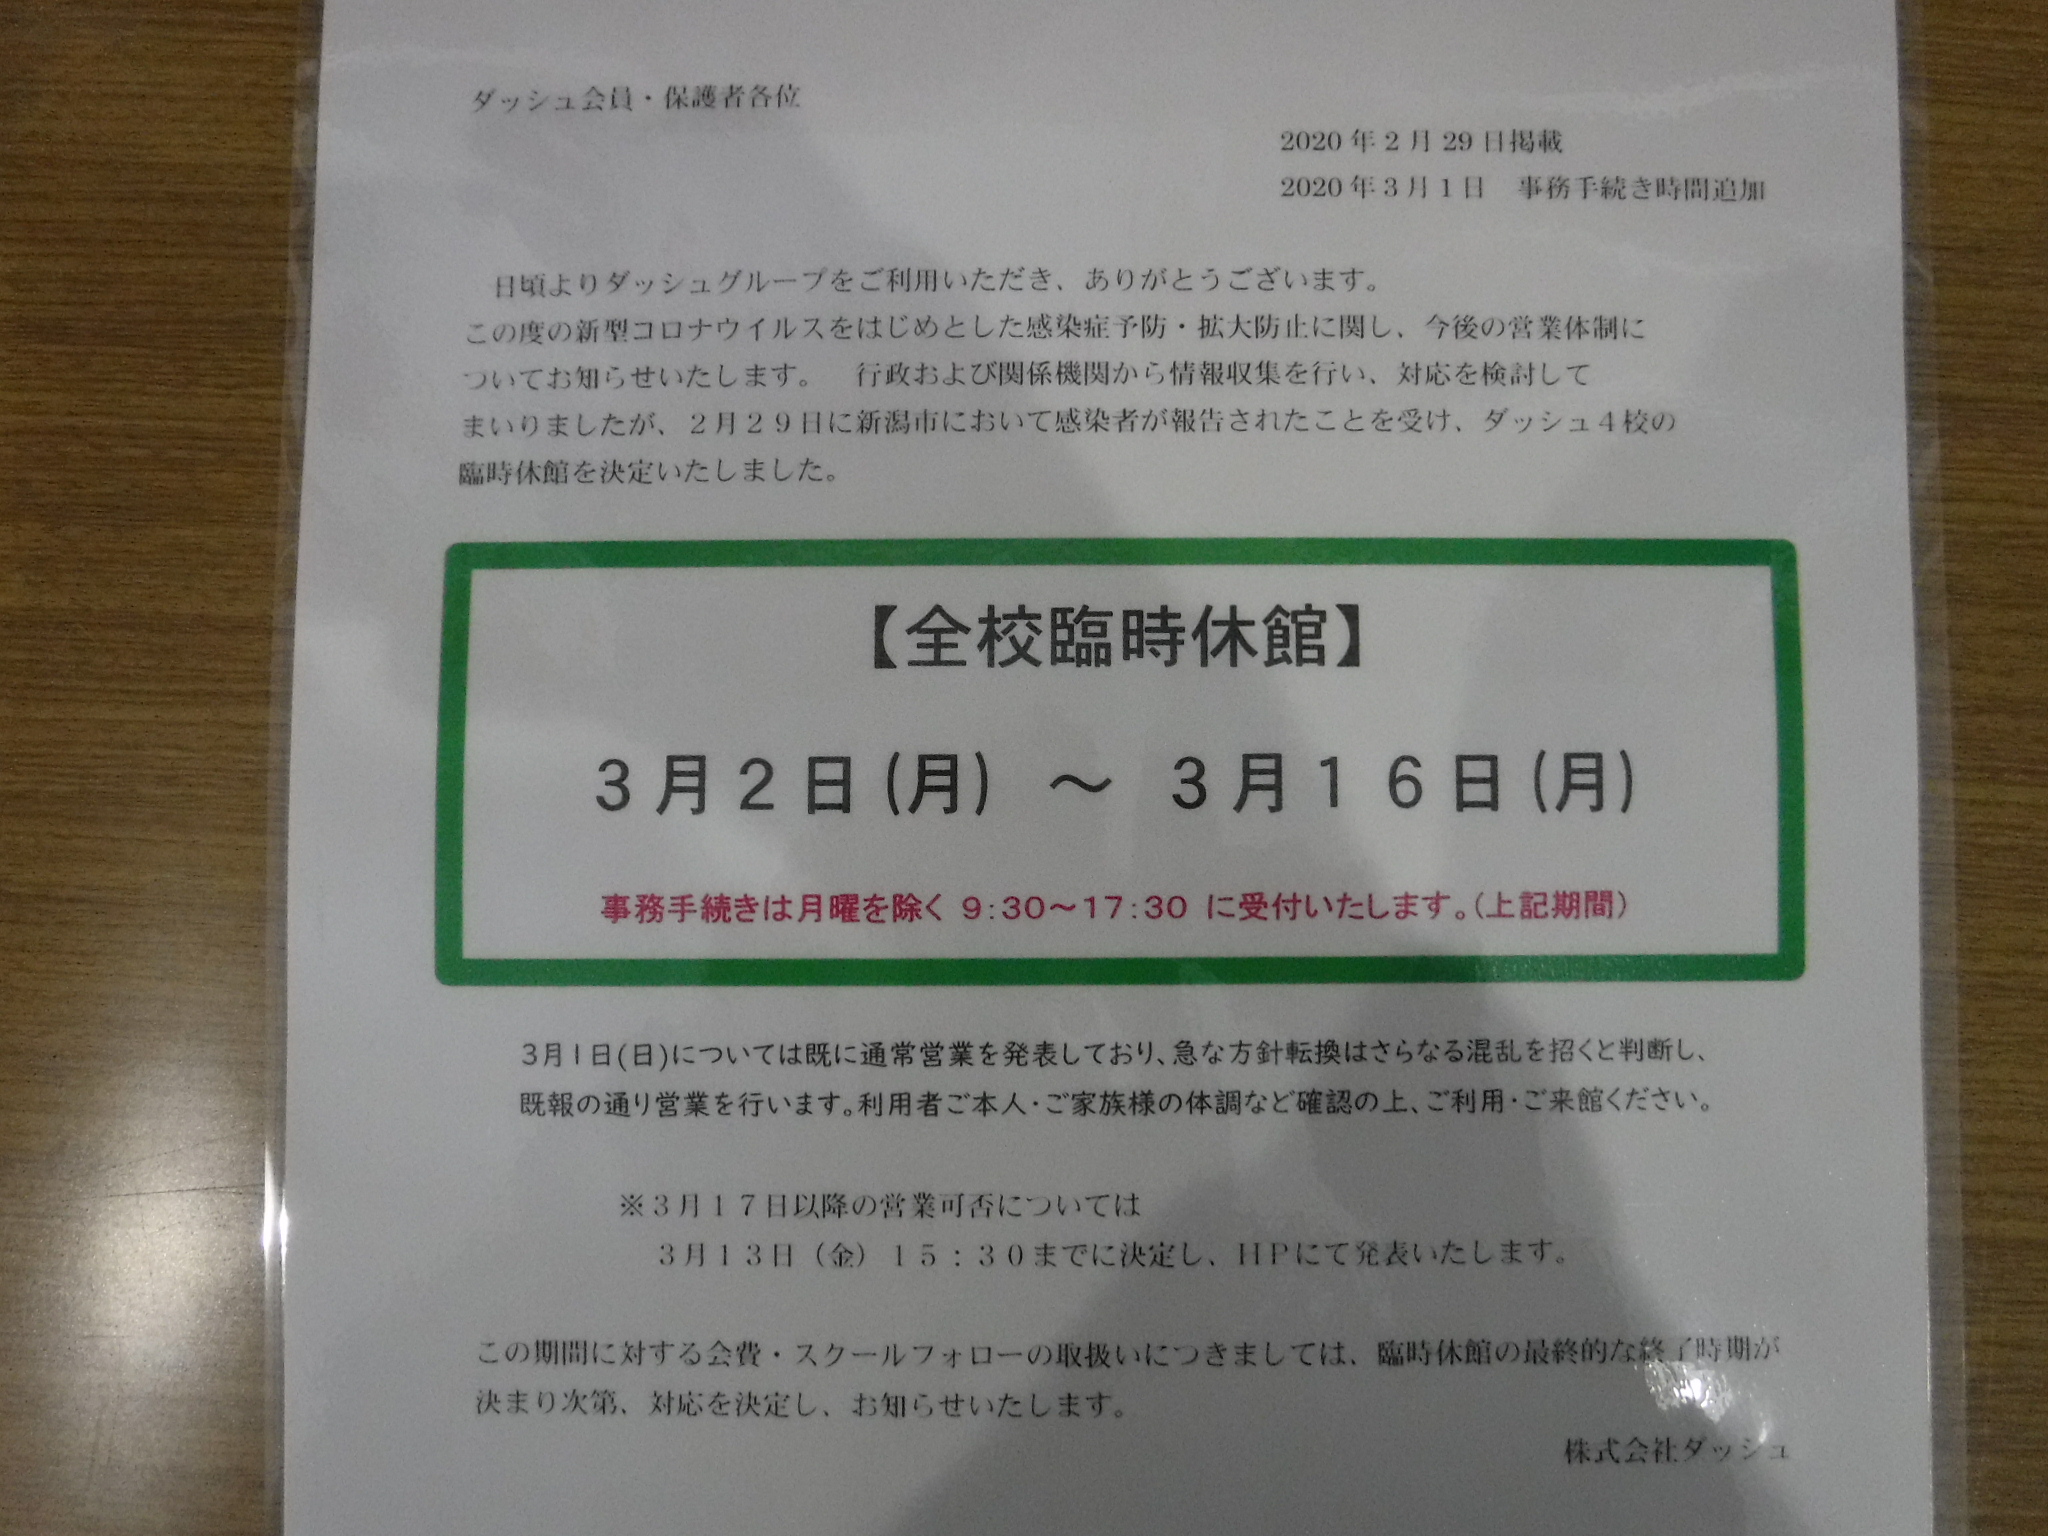 ダッシュ会員・保護者各位
2020年2月29日掲載
2020年3月1日　事務手続き時間追加
日頃よりダッシュグループをご利用いただき、ありがとうございます。
この度の新型コロナウイルスをはじめとした感染症予防・拡大防止に関し、今後の営業体制に
ついてお知らせいたします。　行政および関係機関から情報収集を行い、対応を検討して
まいりましたが、２月２９日に新潟市において感染者が報告されたことを受け、ダッシュ４校の
臨時休館を決定いたしました。
【全校臨時休館】
３月２日(月)　～　３月１６日(月)
事務手続きは月曜を除く 9:30～17:30 に受付いたします。(上記期間)
3月1日(日)については既に通常営業を発表しており、急な方針転換はさらなる混乱を招くと判断し、
既報の通り営業を行います。利用者ご本人・ご家族様の体調など確認の上、ご利用・ご来館ください。
※３月１７日以降の営業可否については
３月１３日（金）１５：３０までに決定し、ＨＰにて発表いたします。
この期間に対する会費・スクールフォローの取扱いにつきましては、臨時休館の最終的な終了時期が
決まり次第、対応を決定し、お知らせいたします。
株式会社ダッシュ